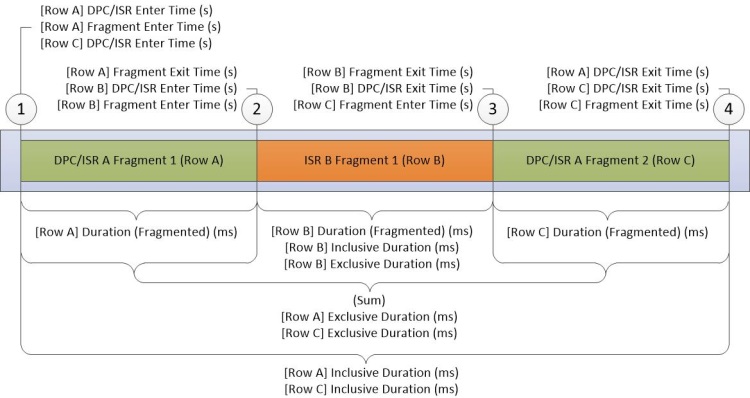 [Row A] DPC/ISR Enter Time (s)
[Row A] Fragment Enter Time (s)
[Row C] DPC/ISR Enter Time (s)
[Row A] Fragment Exit Time (s)
[Row B] DPC/ISR Enter Time (s)
[Row B] Fragment Enter Time (s)
[Row B] Fragment Exit Time (s)
[Row B] DPC/ISR Exit Time (s)
[Row C] Fragment Enter Time (s)
[Row A] DPC/ISR Exit Time (s)
[Row C] DPC/ISR Exit Time (s)
[Row C] Fragment Exit Time (s)
1
2
3
4
DPC/ISR A Fragment 1 (Row A)
ISR B Fragment 1 (Row B)
DPC/ISR A Fragment 2 (Row C)
[Row A] Duration (Fragmented) (ms)
[Row B] Duration (Fragmented) (ms)
[Row B] Inclusive Duration (ms)
[Row B] Exclusive Duration (ms)
[Row C] Duration (Fragmented) (ms)
(Sum)
[Row A] Exclusive Duration (ms)
[Row C] Exclusive Duration (ms)
[Row A] Inclusive Duration (ms)
[Row C] Inclusive Duration (ms)